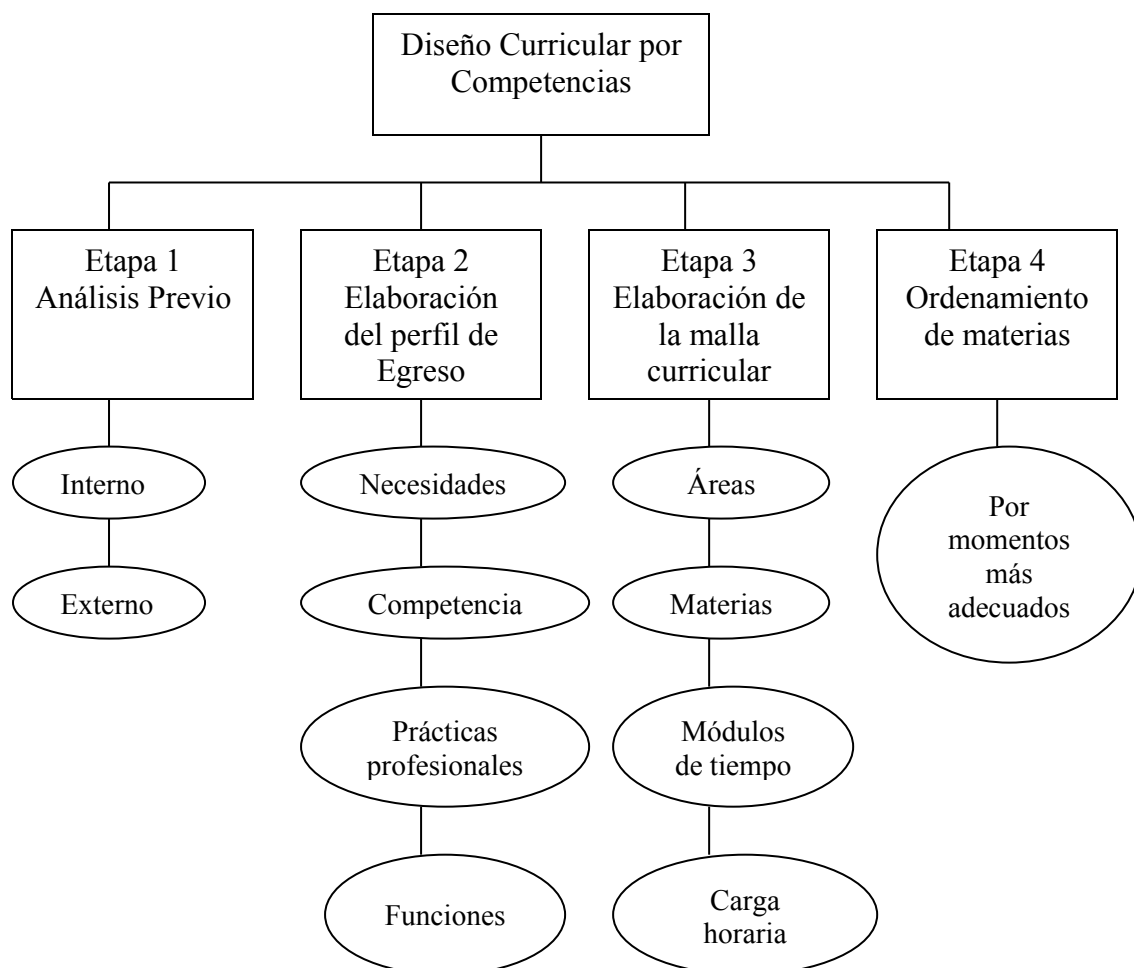 Diseño Curricular por
Competencias
Etapa 1
Análisis Previo
Etapa 2
Elaboración
del perfil de
Egreso
Etapa 3
Elaboración de
la malla
curricular
Etapa 4
Ordenamiento
de materias
Interno
Externo
Necesidades
Competencia
Prácticas
profesionales
Funciones
Áreas
Materias
Módulos
de tiempo
Carga
horaria
Por
momentos
más
adecuados